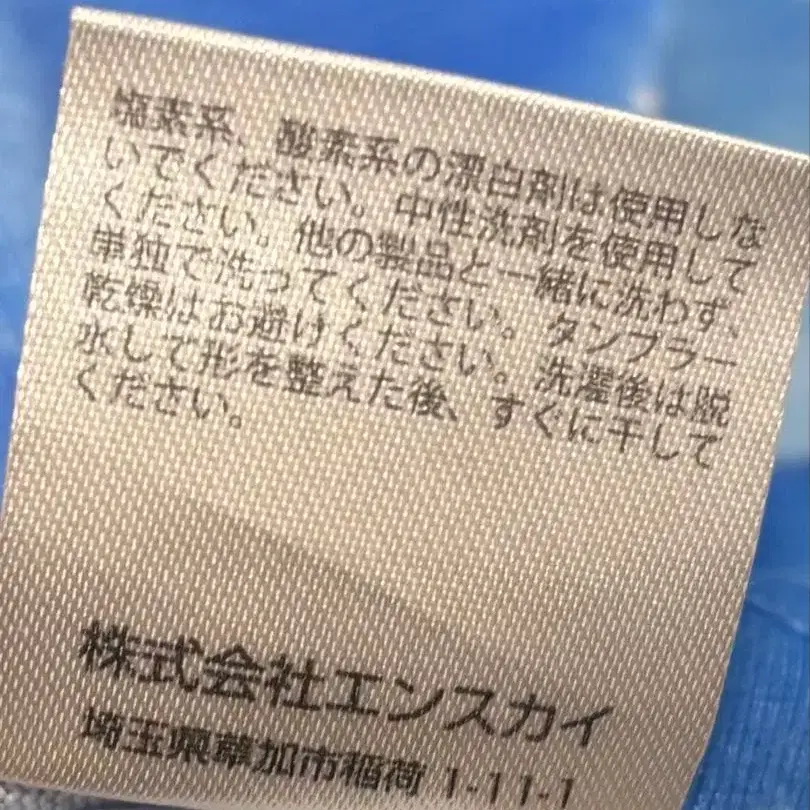 塩素系、酸素系の漂白剤は使用しな
いでください。中性洗剤を使用して
ください。他の製品と一緒に洗わず、
単独で洗ってください。タンブラー
乾燥はお避けください。洗濯後は脱
水して形を整えた後、すぐに干して
ください。
株式会社エンスカイ
埼玉県草加市稲荷 1-11-1